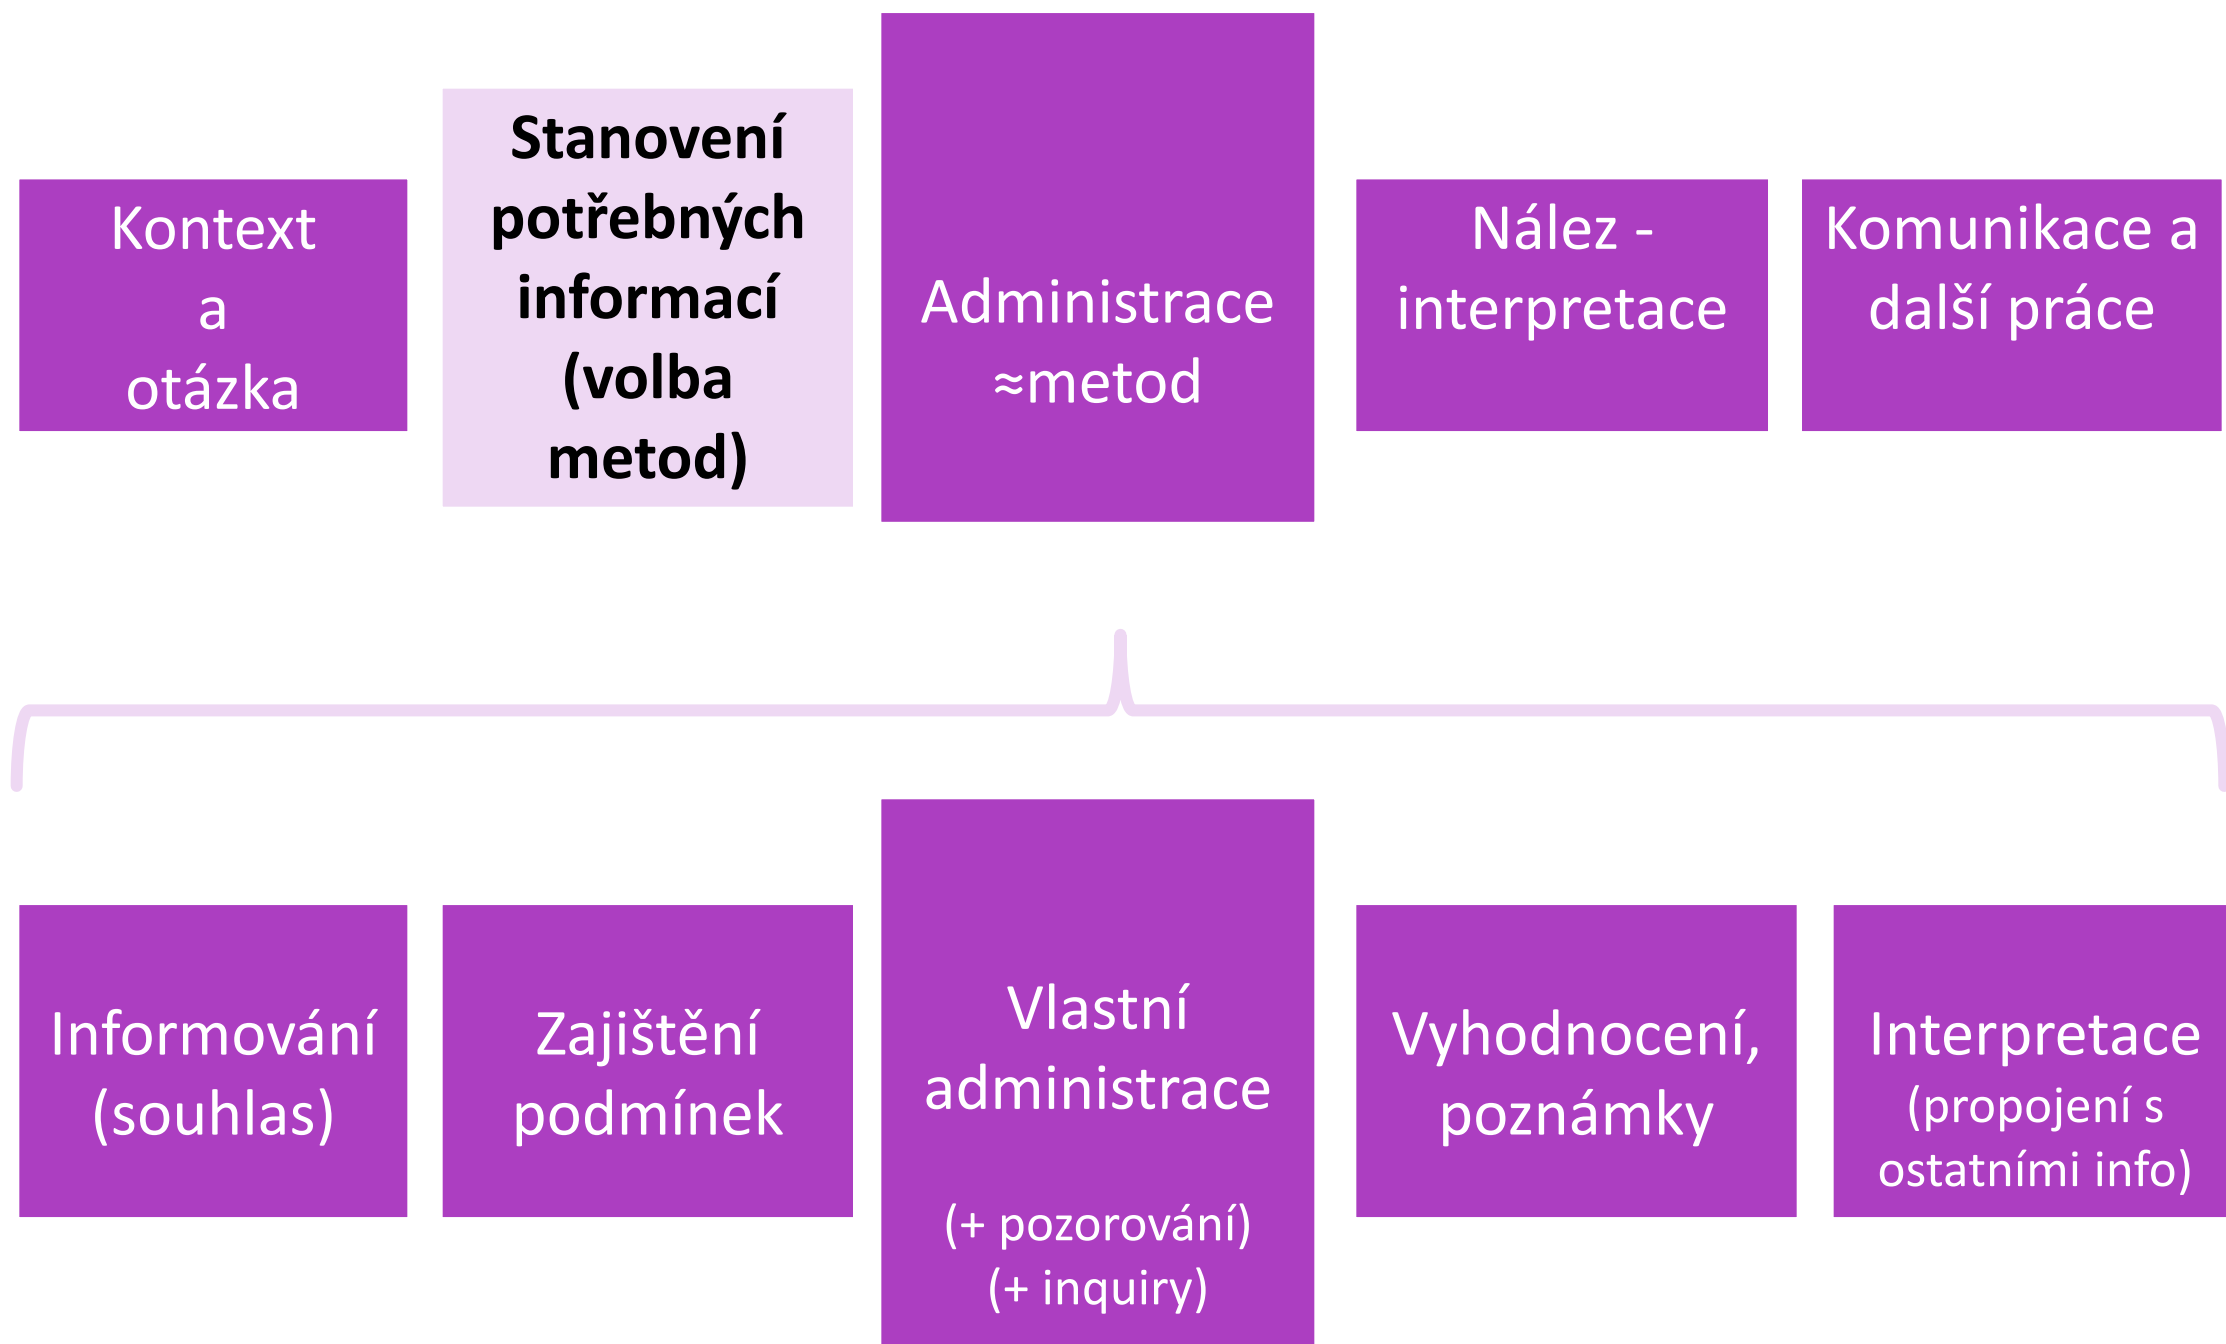 Kontext
a
otázka
Stanovení
potřebných
informací
(volba
metod)
Administrace
≈metod
Nález -
interpretace
Komunikace a
další práce
Informování
(souhlas)
Zajištění
podmínek
Vlastní
administrace
(+ pozorování)
(+ inquiry)
Vyhodnocení,
poznámky
Interpretace
(propojení s
ostatními info)